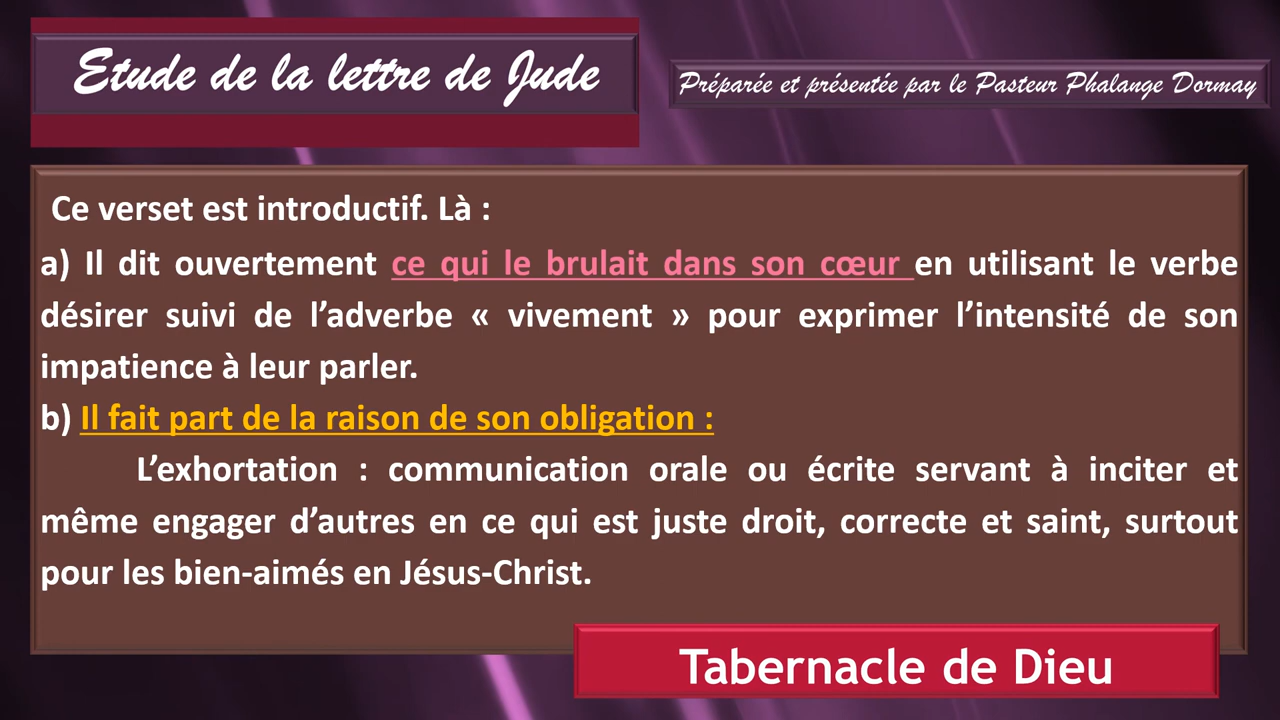 Etude de la lettre de Jude
Préparée et présentée par le Pasteur Phalange Dormay
Ce verset est introductif. Là :
a) Il dit ouvertement ce qui le brulait dans son cœur en utilisant le verbe
désirer suivi de l’adverbe « vivement » pour exprimer l’intensité de son
impatience à leur parler.
b) Il fait part de la raison de son obligation :
L’exhortation : communication orale ou écrite servant à inciter et
même engager d’autres en ce qui est juste droit, correcte et saint, surtout
pour les bien-aimés en Jésus-Christ.
Tabernacle de Dieu